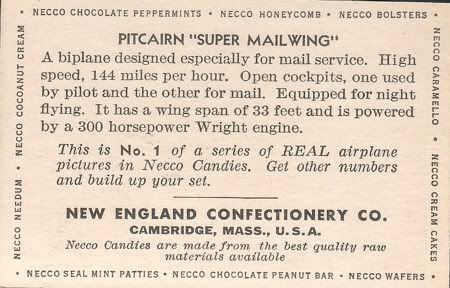 • NECCO CHOCOLATE PEPPERMINTS • NECCO HONEYCOMB • NECCO BOLSTERS •
NECCO CARAMELLO • NECCO CREAM CAKES
• NECCO SEAL MINT PATTIES • NECCO CHOCOLATE PEANUT BAR • NECCO WAFERS •
NECCO NEEDUM • NECCO COCOANUT CREAM
PITCAIRN "SUPER MAILWING"
A biplane designed especially for mail service. High
speed, 144 miles per hour. Open cockpits, one used
by pilot and the other for mail. Equipped for night
flying. It has a wing span of 33 feet and is powered
by a 300 horsepower Wright engine.
This is No. 1 of a series of REAL airplane
pictures in Necco Candies. Get other numbers
and build up your set.
NEW ENGLAND CONFECTIONERY CO.
CAMBRIDGE, MASS., U. S. A.
Necco Candies are made from the best quality raw
materials available